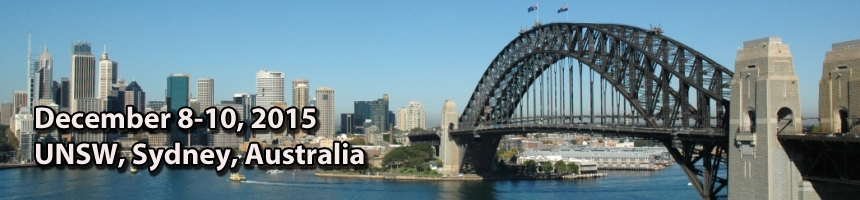 December 8-10, 2015
UNSW, Sydney, Australia